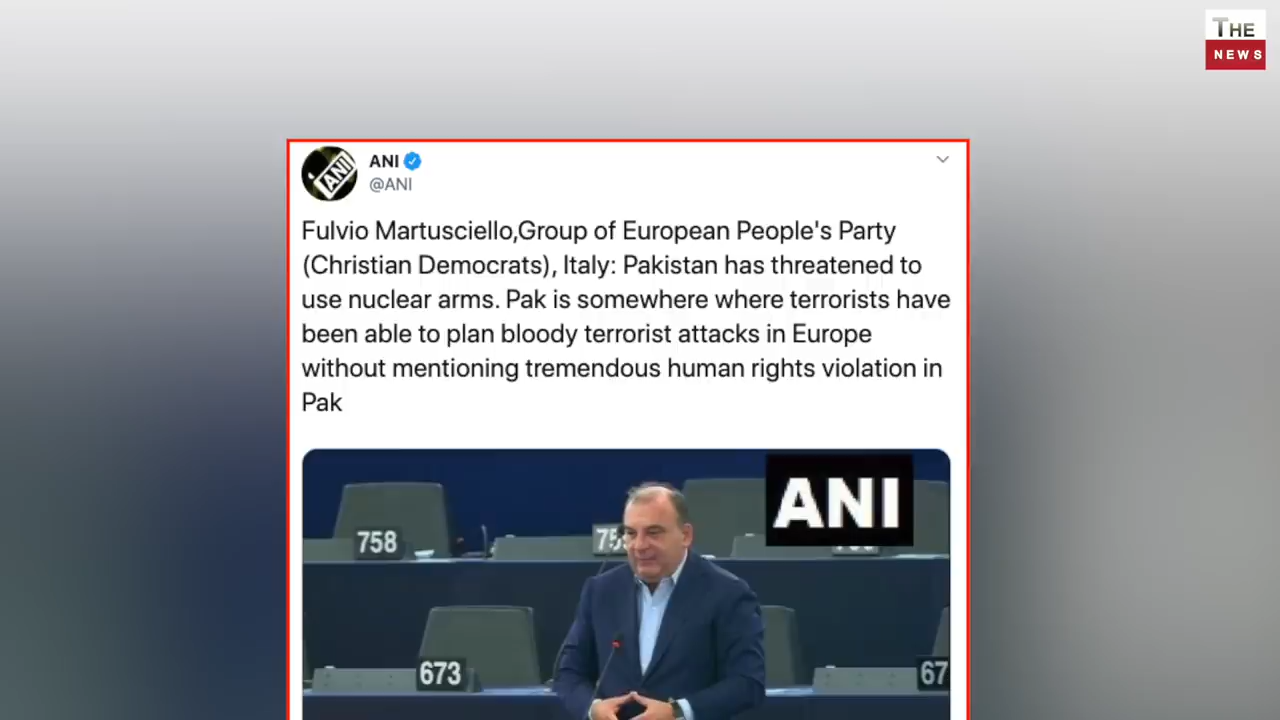 THE
NEWS
ANI
@ANI
Fulvio Martusciello,Group of European People's Party
(Christian Democrats), Italy: Pakistan has threatened to
use nuclear arms. Pak is somewhere where terrorists have
been able to plan bloody terrorist attacks in Europe
without mentioning tremendous human rights violation in
Pak
ANI
758
673
67